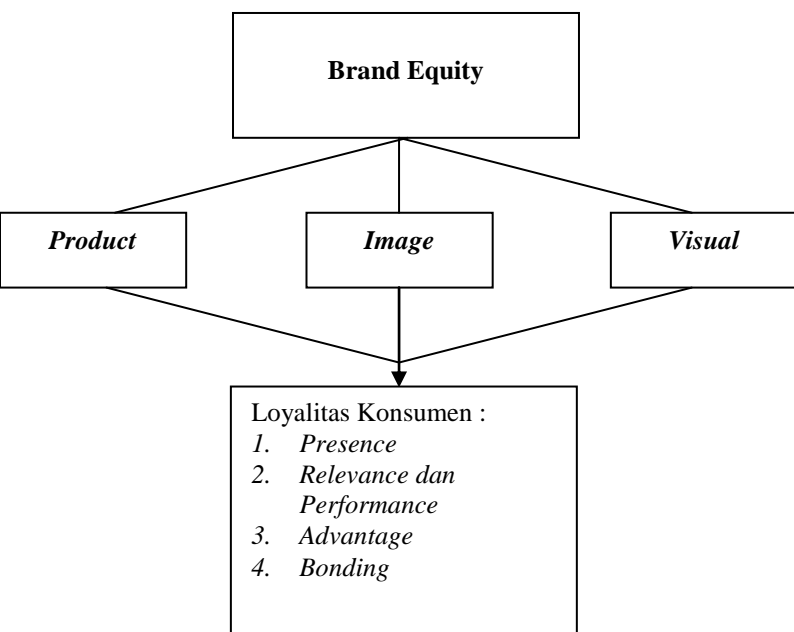 Brand Equity
Product
Image
Visual
Loyalitas Konsumen :
1. Presence
2. Relevance dan
Performance
3. Advantage
4. Bonding